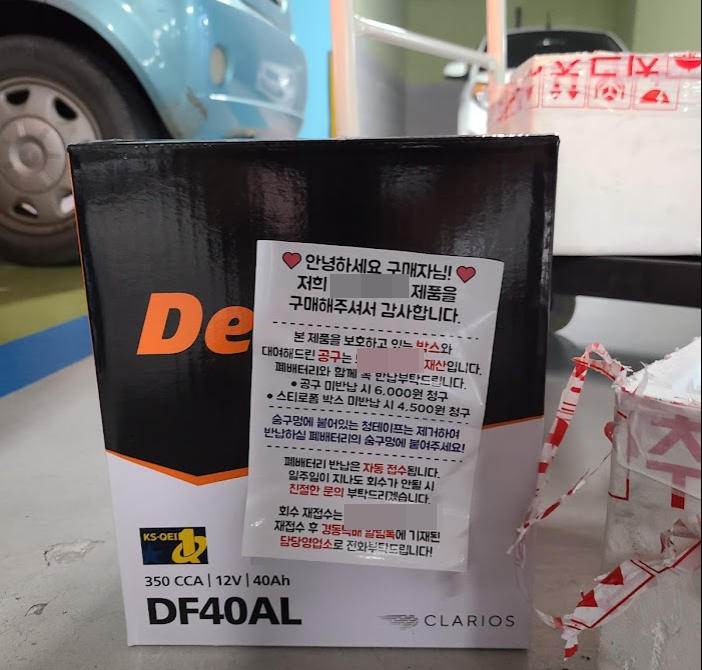 안녕하세요 구매자님!
저희 제품을
구매해주셔서 감사합니다.
본 제품을 보호하고 있는 박스와
대여해드린 공구는 재산입니다.
폐배터리와 함께 꼭 반납부탁드립니다.
• 공구 미반납 시 6,000원 청구
• 스티로폼 박스 미반납 시 4,500원 청구
숨구멍에 붙어있는 청테이프는 제거하여
반납하실 폐배터리의 숨구멍에 붙여주세요!
폐배터리 반납은 자동 접수됩니다.
일주일이 지나도 회수가 안될 시
친절한 문의 부탁드리겠습니다.
회수 재접수는
재접수 후 경동택배 알림톡에 기재된
담당영업소로 전화부탁드립니다!
De
KS-QEI
350 CCA | 12V | 40Ah
DF40AL
CLARIOS